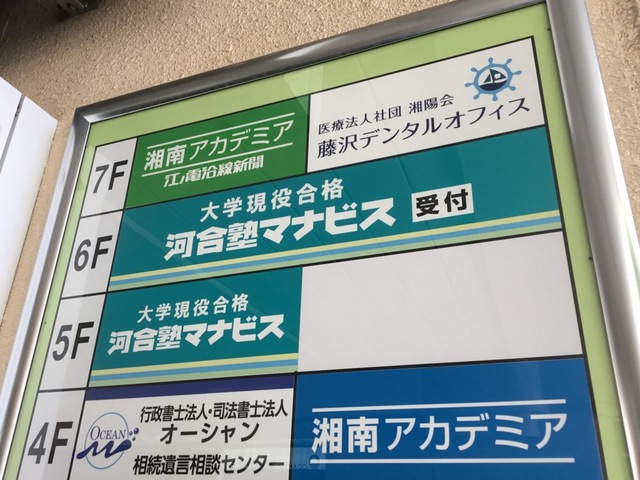 7F
湘南アカデミア
江ノ電沿線新聞
医療法人社団 湘陽会
藤沢デンタルオフィス
6F
大学現役合格
河合塾マナビス 受付
5F
大学現役合格
河合塾マナビス
4F
OCEAN
行政書士法人・司法書士法人
オーシャン
相続遺言相談センター
湘南アカデミア